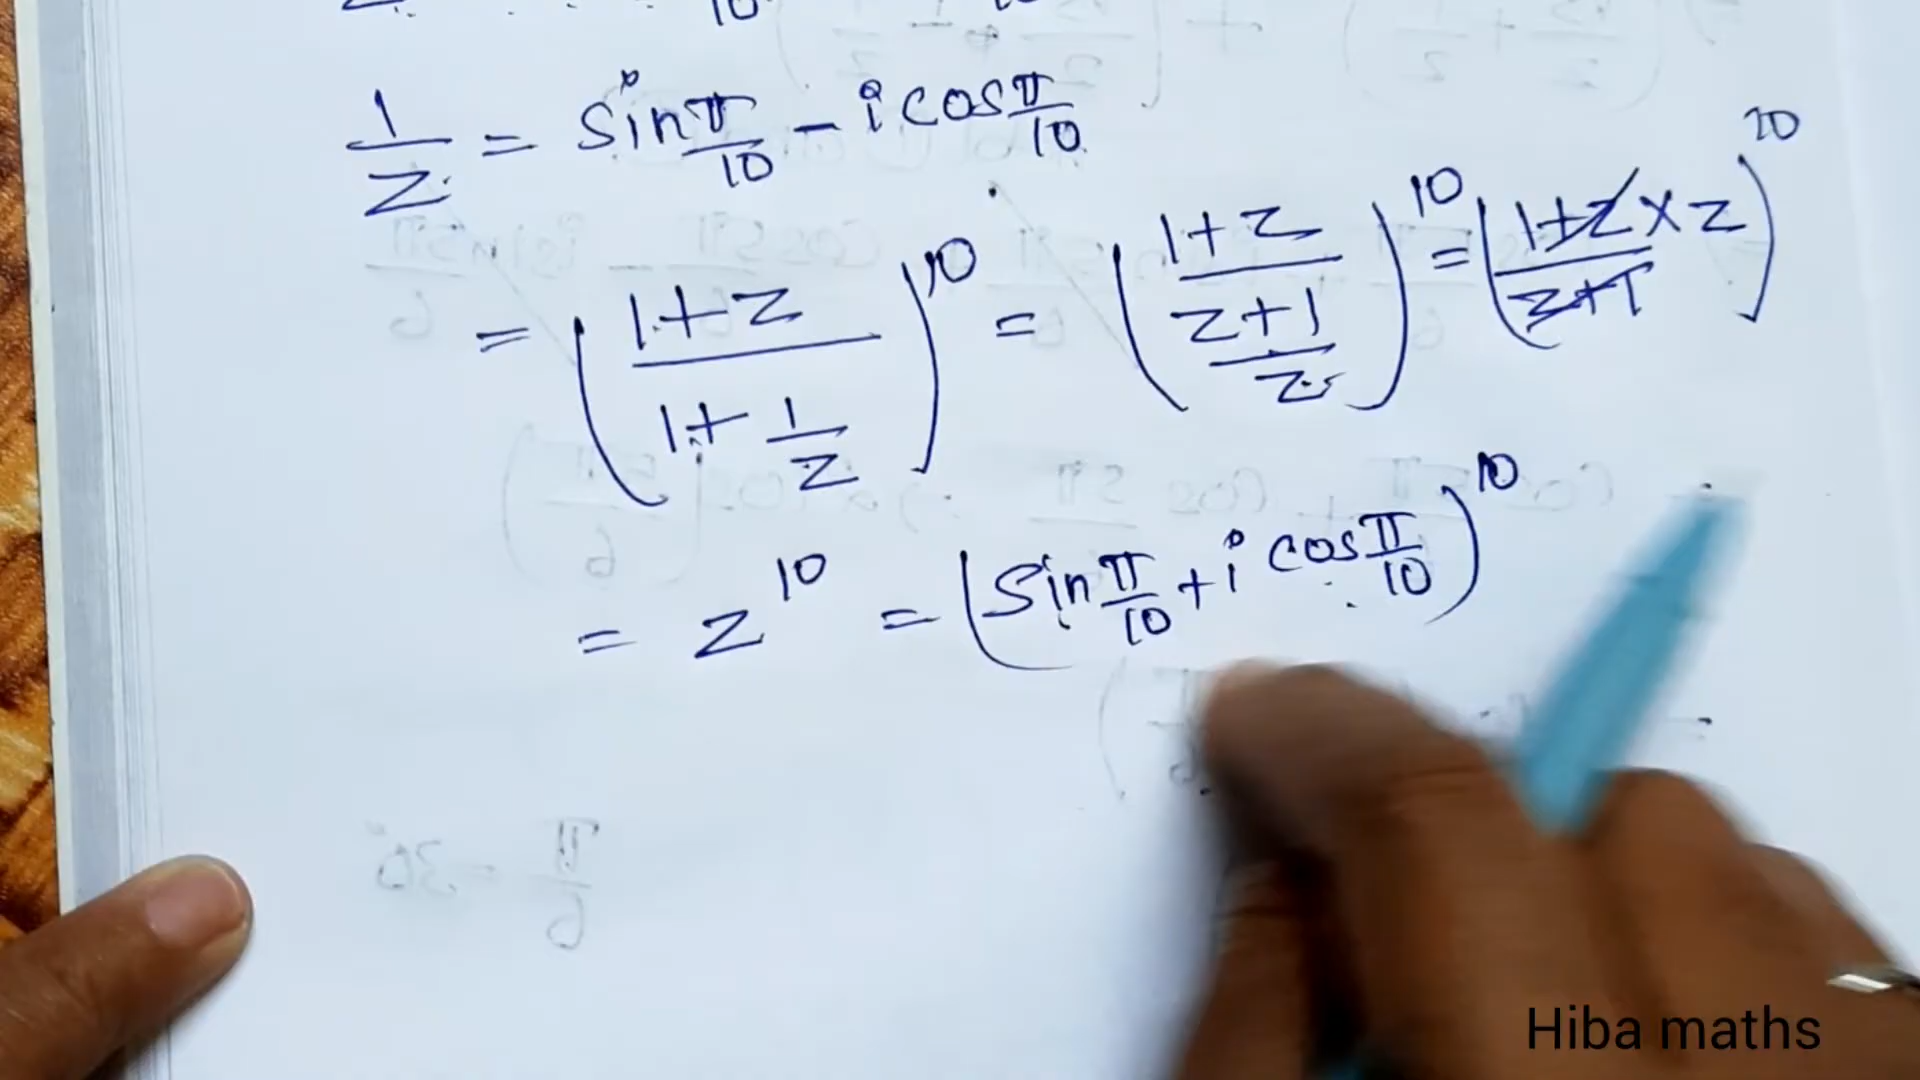 1/z = sin π/10 - i cos π/10
= ((1+z)/(1+1/z))^10 = ((1+z)/((z+1)/z))^10 = ((1+z)/(z+1) × z)^10
= z^10 = (sin π/10 + i cos π/10)^10
Hiba maths